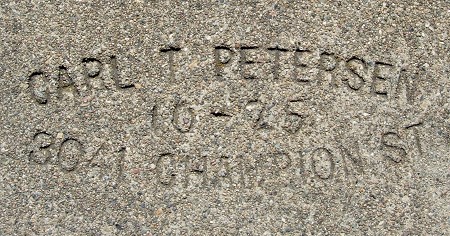 CARL T. PETERSEN
10-25
3041 CHAMPION ST